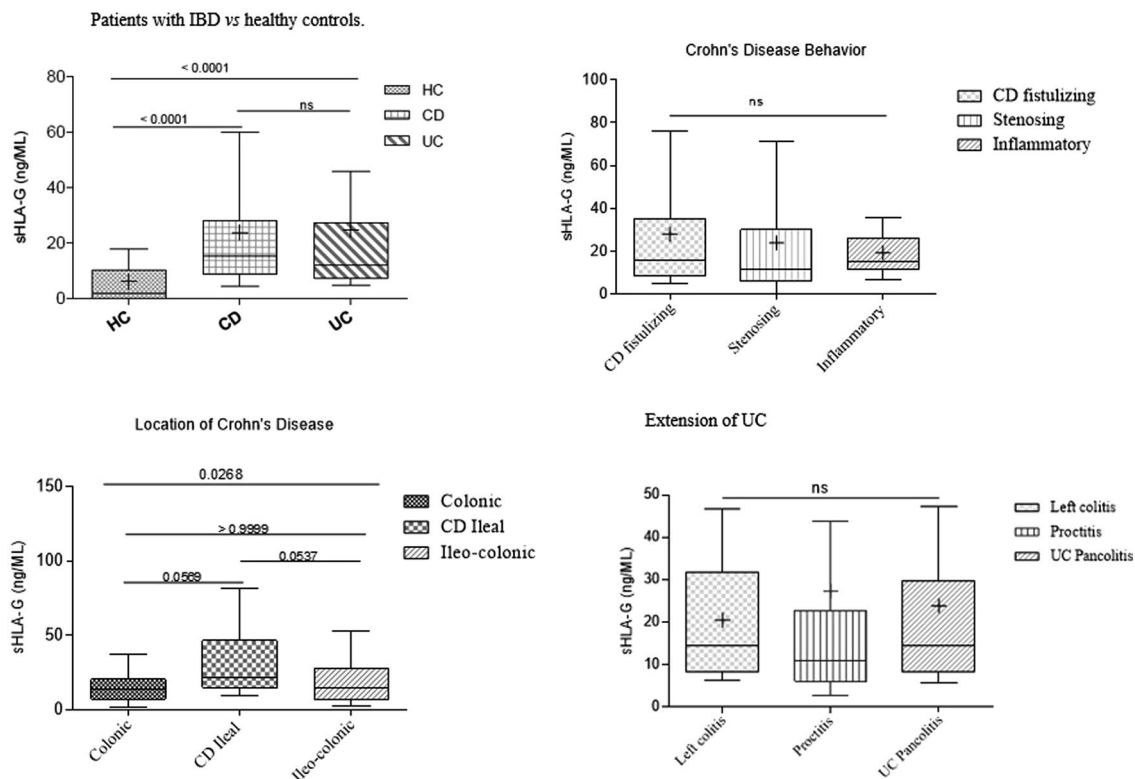 Patients with IBD vs healthy controls.
< 0.0001
ns
< 0.0001
HC
CD
UC
80
60
40
20
0
sHLA-G (ng/ML)
HC
CD
UC
Crohn's Disease Behavior
ns
CD fistulizing
Stenosing
Inflammatory
100
80
60
40
20
0
sHLA-G (ng/ML)
CD fistulizing
Stenosing
Inflammatory
Location of Crohn's Disease
0.0268
> 0.9999
0.0537
0.0569
Colonic
CD Ileal
Ileo-colonic
150
100
50
0
sHLA-G (ng/ML)
Colonic
CD Ileal
Ileo-colonic
Extension of UC
ns
Left colitis
Proctitis
UC Pancolitis
50
40
30
20
10
0
sHLA-G (ng/ML)
Left colitis
Proctitis
UC Pancolitis